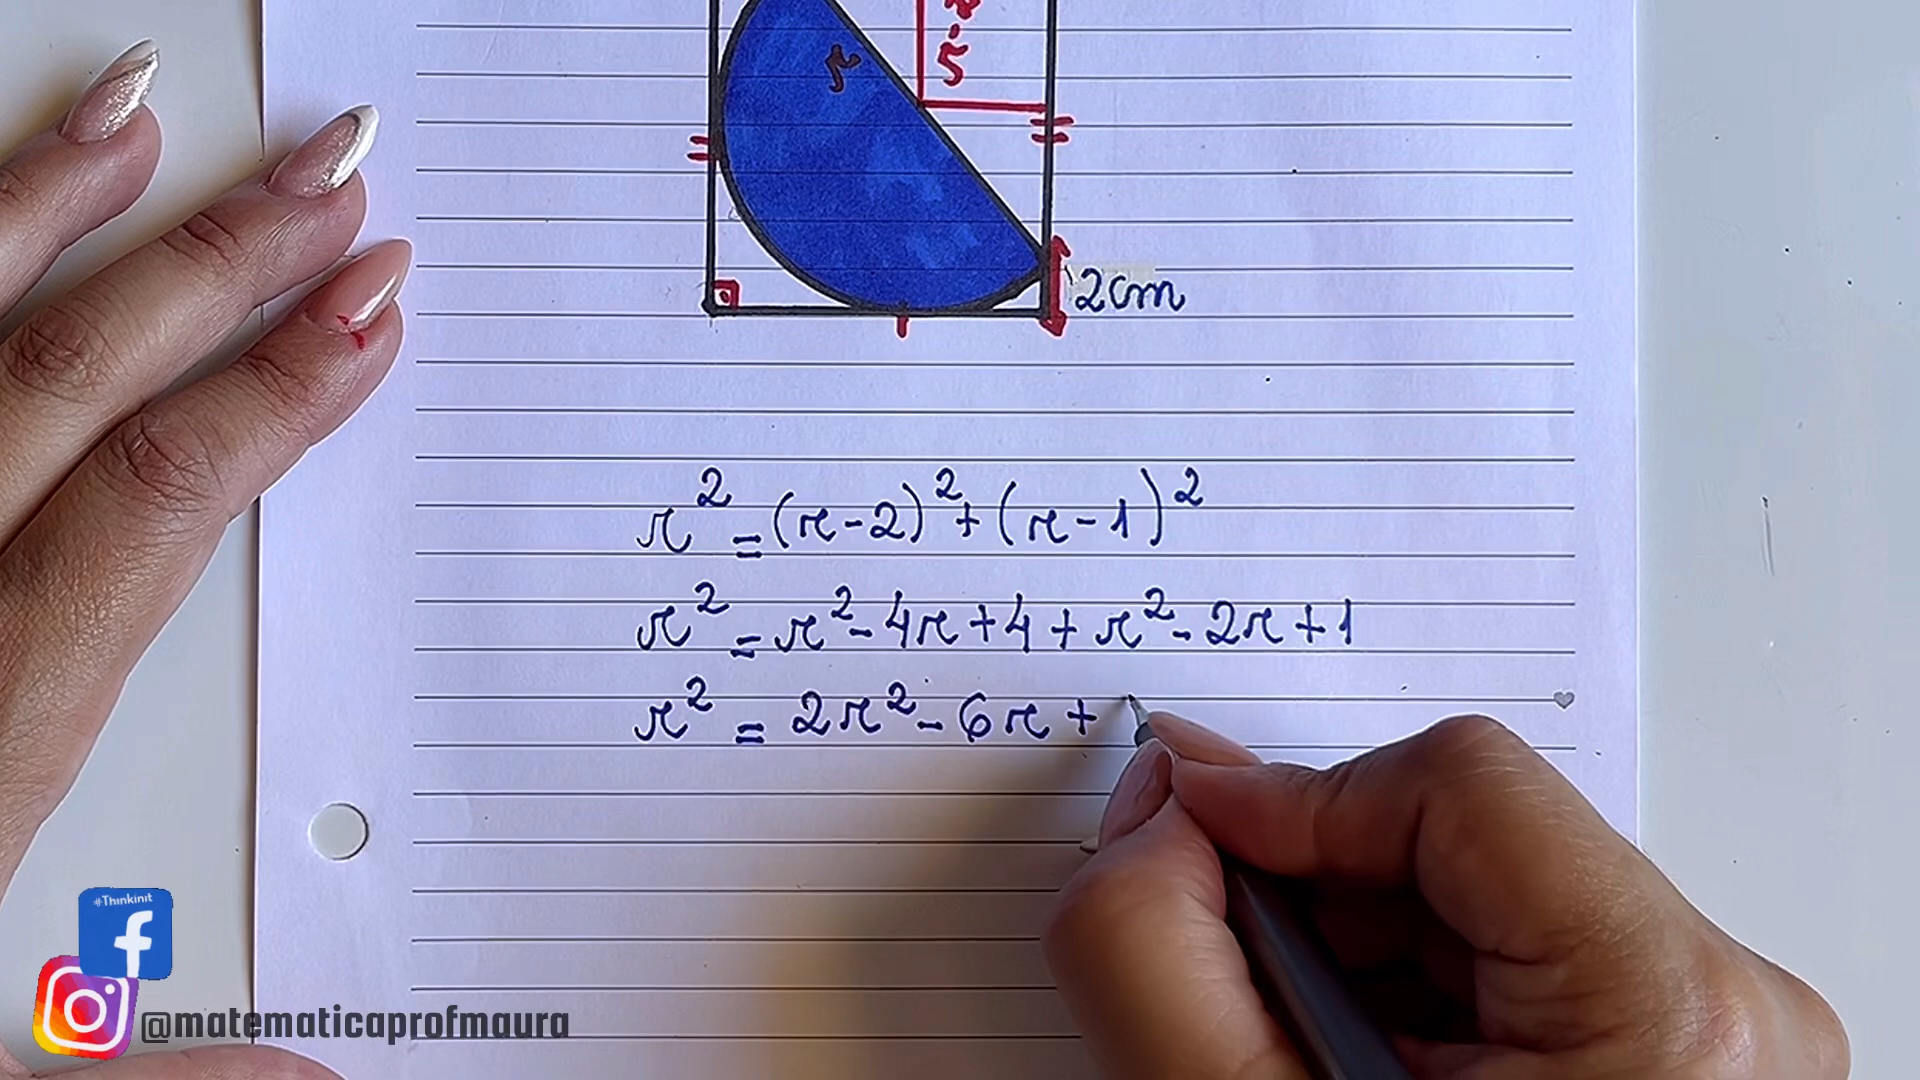 r
5
2cm
r² = (r-2)² + (r-1)²
r² = r² - 4r + 4 + r² - 2r + 1
r² = 2r² - 6r +
#Thinkinit
f
@matematicaprofmaura